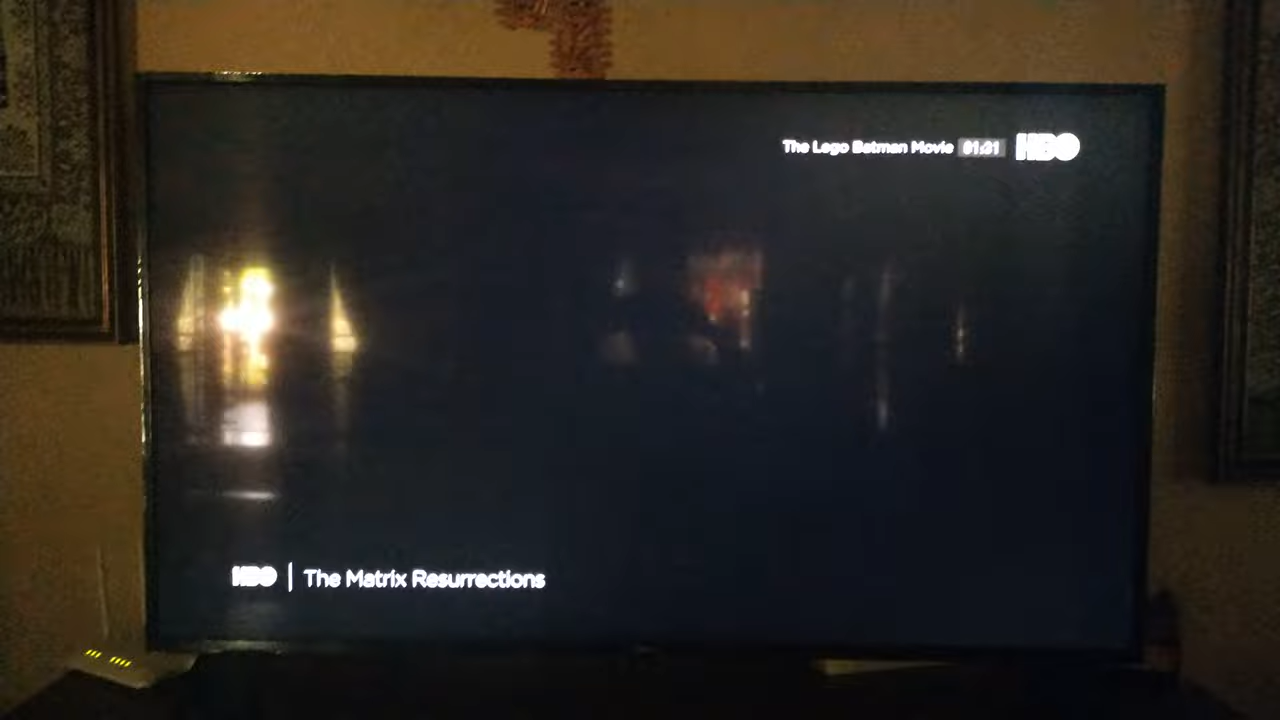 The Lego Batman Movie 01:31 HBO
HBO | The Matrix Resurrections